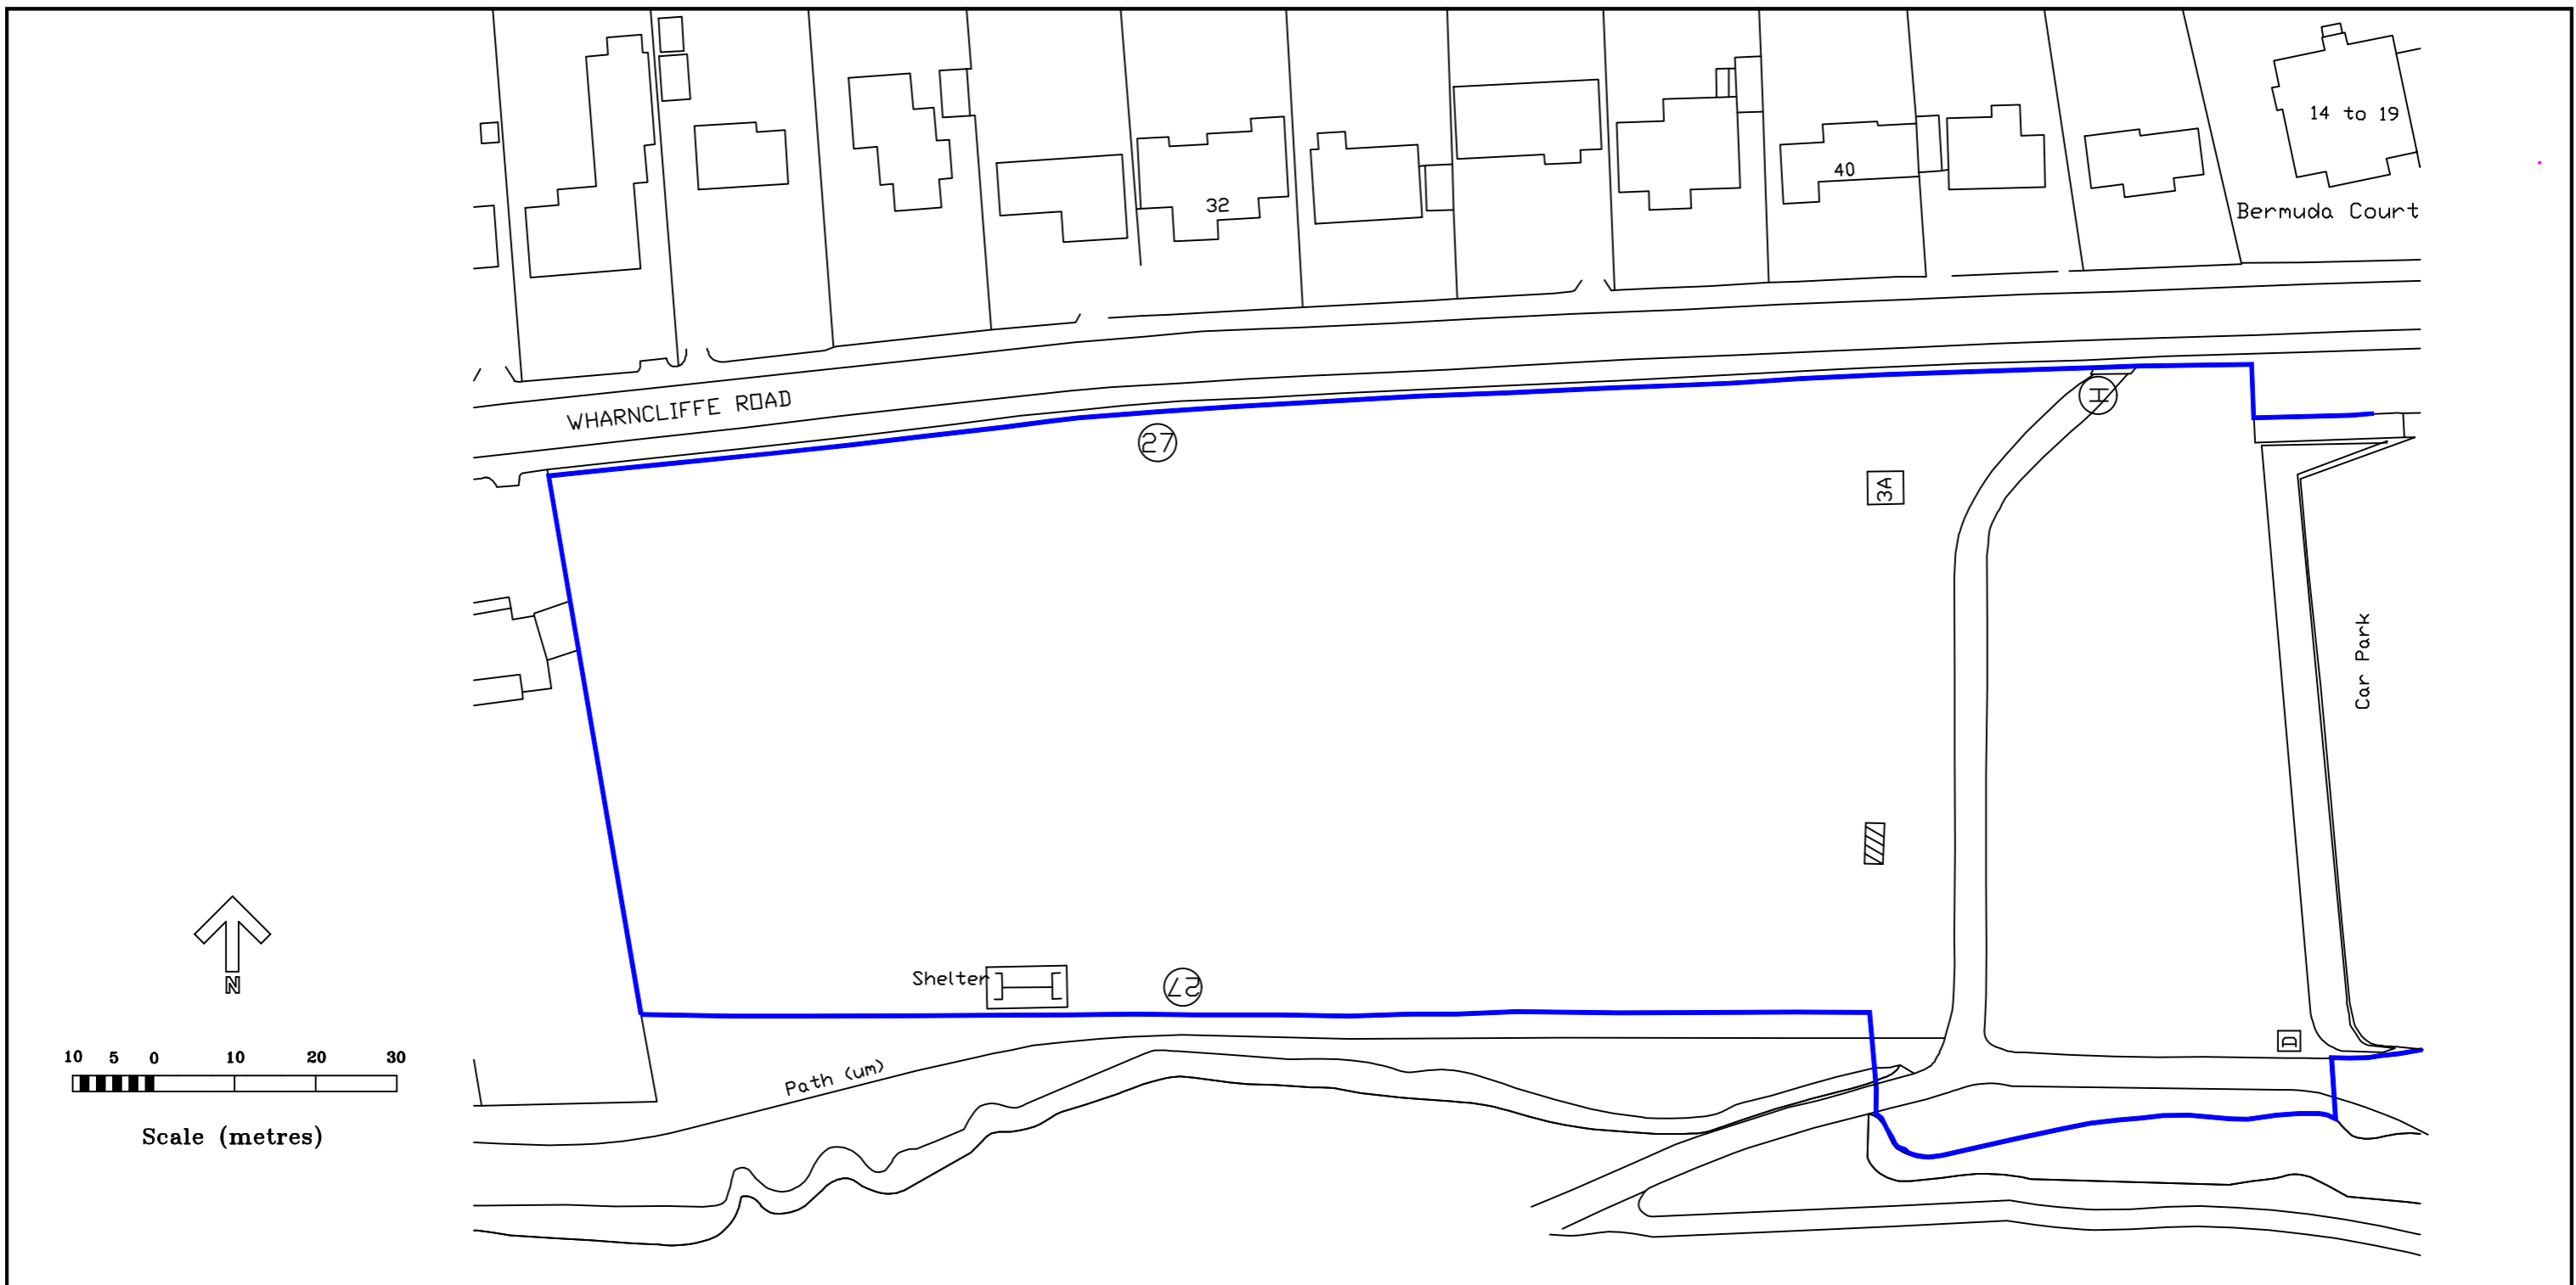 14 to 19
40
32
Bermuda Court
WHARNCLIFFE ROAD
H
27
3A
Car Park
Shelter
27
N
D
10 5 0 10 20 30
Path (um)
Scale (metres)